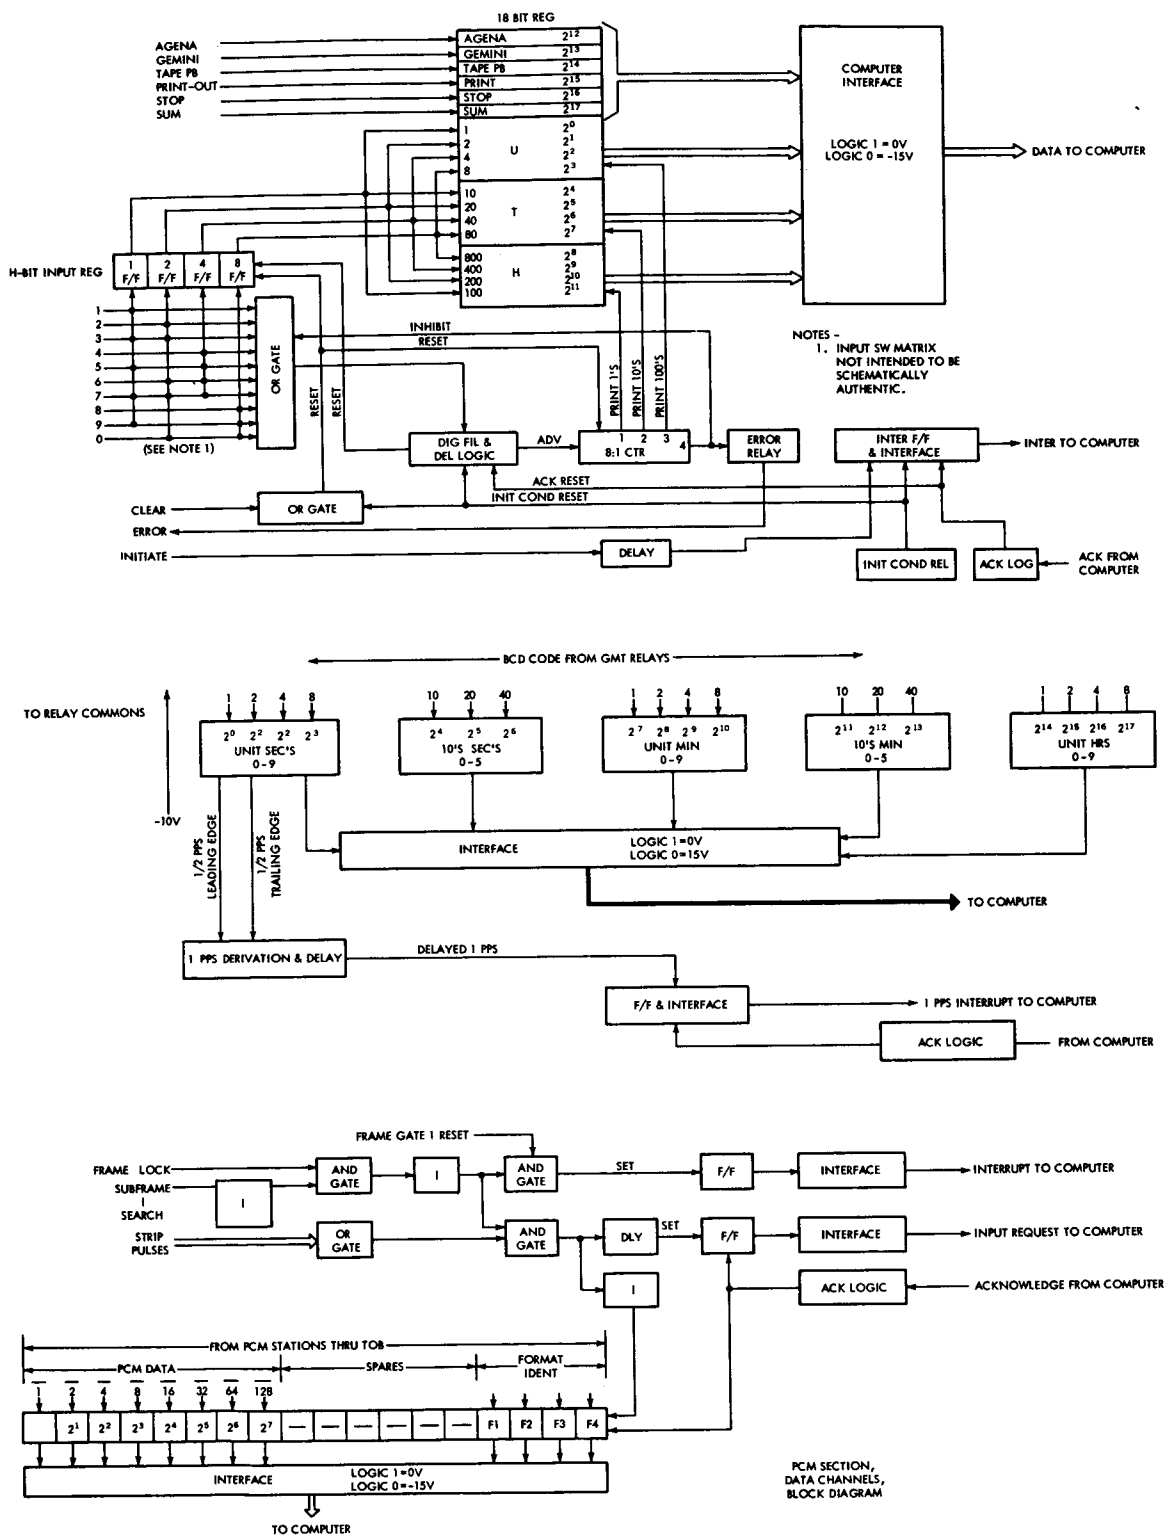 18 BIT REG
AGENA
GEMINI
TAPE PB
PRINT-OUT
STOP
SUM
AGENA 2¹²
GEMINI 2¹³
TAPE PB 2¹⁴
PRINT 2¹⁵
STOP 2¹⁶
SUM 2¹⁷
1 2⁰
2 2¹
U
4 2²
8 2³
10 2⁴
20 2⁵
T
40 2⁶
80 2⁷
800 2⁸
400 2⁹
H
200 2¹⁰
100 2¹¹
COMPUTER
INTERFACE
LOGIC 1 = 0V
LOGIC 0 = -15V
DATA TO COMPUTER
H-BIT INPUT REG
1 2 4 8
F/F F/F F/F F/F
1
2
3
4
5
6
7
8
9
0
(SEE NOTE 1)
OR GATE
INHIBIT
RESET
RESET
RESET
PRINT 1'S
PRINT 10'S
PRINT 100'S
NOTES -
1. INPUT SW MATRIX
NOT INTENDED TO BE
SCHEMATICALLY
AUTHENTIC.
DIG FIL &
DEL LOGIC
ADV
1 2 3 4
8:1 CTR
ERROR
RELAY
INTER F/F
& INTERFACE
INTER TO COMPUTER
ACK RESET
INIT COND RESET
CLEAR
OR GATE
ERROR
INITIATE
DELAY
INIT COND REL
ACK LOG
ACK FROM
COMPUTER
BCD CODE FROM GMT RELAYS
TO RELAY COMMONS
-10V
1 2 4 8
2⁰ 2² 2² 2³
UNIT SEC'S
0-9
10 20 40
2⁴ 2⁵ 2⁶
10'S SEC'S
0-5
1 2 4 8
2⁷ 2⁸ 2⁹ 2¹⁰
UNIT MIN
0-9
10 20 40
2¹¹ 2¹² 2¹³
10'S MIN
0-5
1 2 4 8
2¹⁴ 2¹⁵ 2¹⁶ 2¹⁷
UNIT HRS
0-9
1/2 PPS
LEADING EDGE
1/2 PPS
TRAILING EDGE
INTERFACE
LOGIC 1=0V
LOGIC 0=15V
TO COMPUTER
1 PPS DERIVATION & DELAY
DELAYED 1 PPS
F/F & INTERFACE
1 PPS INTERRUPT TO COMPUTER
ACK LOGIC
FROM COMPUTER
FRAME GATE 1 RESET
FRAME LOCK
SUBFRAME
I
SEARCH
I
AND
GATE
I
AND
GATE
SET
F/F
INTERFACE
INTERRUPT TO COMPUTER
STRIP
PULSES
OR
GATE
AND
GATE
DLY
SET
F/F
INTERFACE
INPUT REQUEST TO COMPUTER
I
ACK LOGIC
ACKNOWLEDGE FROM COMPUTER
FROM PCM STATIONS THRU TOB
PCM DATA
SPARES
FORMAT
IDENT
1 2 4 8 16 32 64 128
2¹ 2² 2³ 2⁴ 2⁵ 2⁶ 2⁷ — — — — — — F1 F2 F3 F4
INTERFACE
LOGIC 1=0V
LOGIC 0=-15V
TO COMPUTER
PCM SECTION,
DATA CHANNELS,
BLOCK DIAGRAM